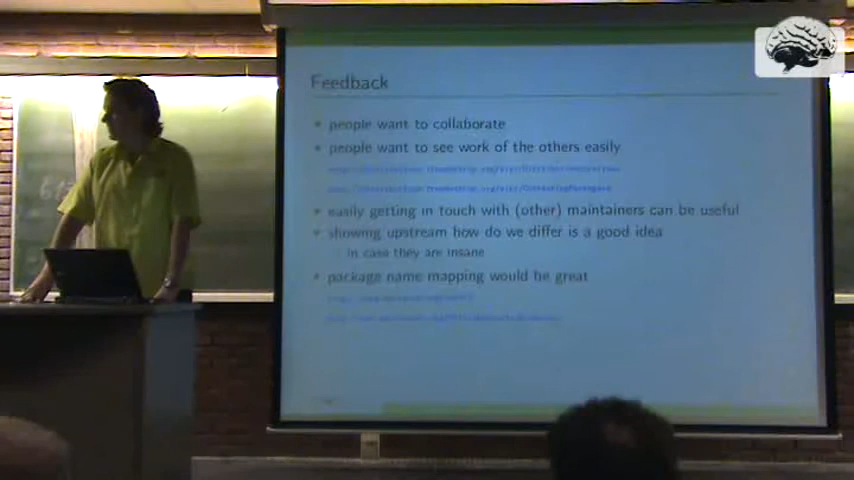 Feedback
people want to collaborate
people want to see work of the others easily
easily getting in touch with (other) maintainers can be useful
showing upstream how do we differ is a good idea
in case they are insane
package name mapping would be great